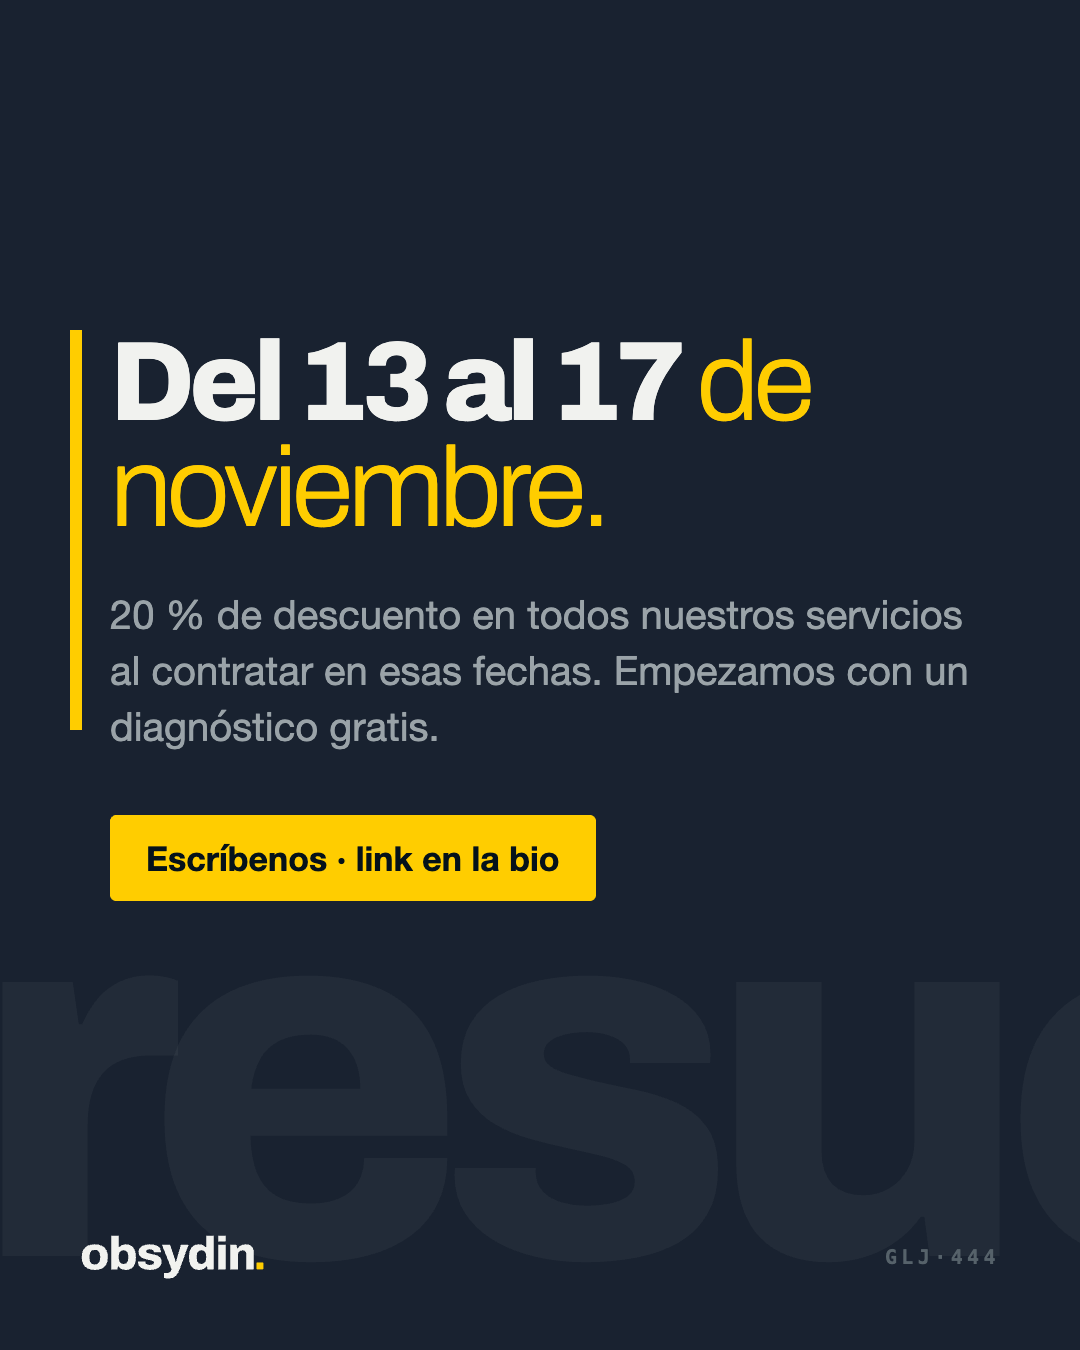 Del 13 al 17 de
noviembre.
20 % de descuento en todos nuestros servicios
al contratar en esas fechas. Empezamos con un
diagnóstico gratis.
Escríbenos · link en la bio
resu
obsydin.
GLJ·444